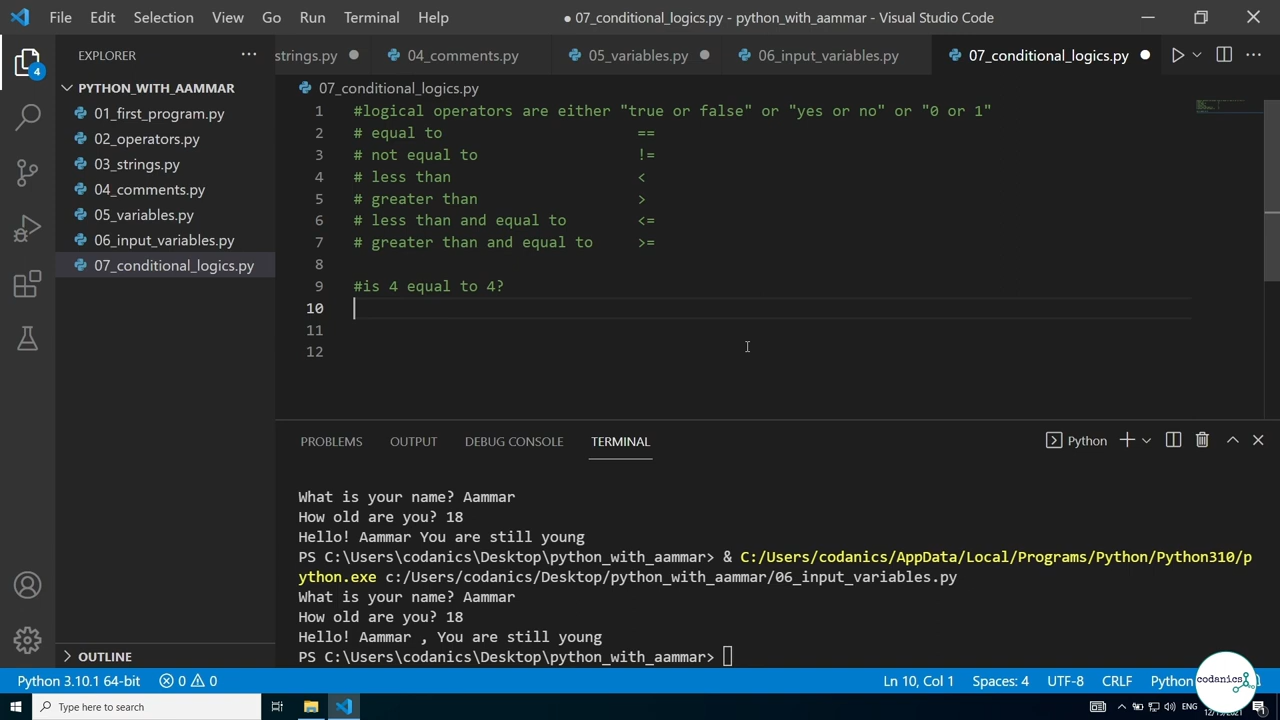 File Edit Selection View Go Run Terminal Help
● 07_conditional_logics.py - python_with_aammar - Visual Studio Code
4
EXPLORER
PYTHON_WITH_AAMMAR
01_first_program.py
02_operators.py
03_strings.py
04_comments.py
05_variables.py
06_input_variables.py
07_conditional_logics.py
OUTLINE
strings.py 04_comments.py 05_variables.py 06_input_variables.py 07_conditional_logics.py
07_conditional_logics.py
1 #logical operators are either "true or false" or "yes or no" or "0 or 1"
2 # equal to ==
3 # not equal to !=
4 # less than <
5 # greater than >
6 # less than and equal to <=
7 # greater than and equal to >=
8
9 #is 4 equal to 4?
10
11
12
PROBLEMS OUTPUT DEBUG CONSOLE TERMINAL Python
What is your name? Aammar
How old are you? 18
Hello! Aammar You are still young
PS C:\Users\codanics\Desktop\python_with_aammar> & C:/Users/codanics/AppData/Local/Programs/Python/Python310/p
ython.exe c:/Users/codanics/Desktop/python_with_aammar/06_input_variables.py
What is your name? Aammar
How old are you? 18
Hello! Aammar , You are still young
PS C:\Users\codanics\Desktop\python_with_aammar>
Python 3.10.1 64-bit 0 0 Ln 10, Col 1 Spaces: 4 UTF-8 CRLF Python
codanics
Type here to search ENG